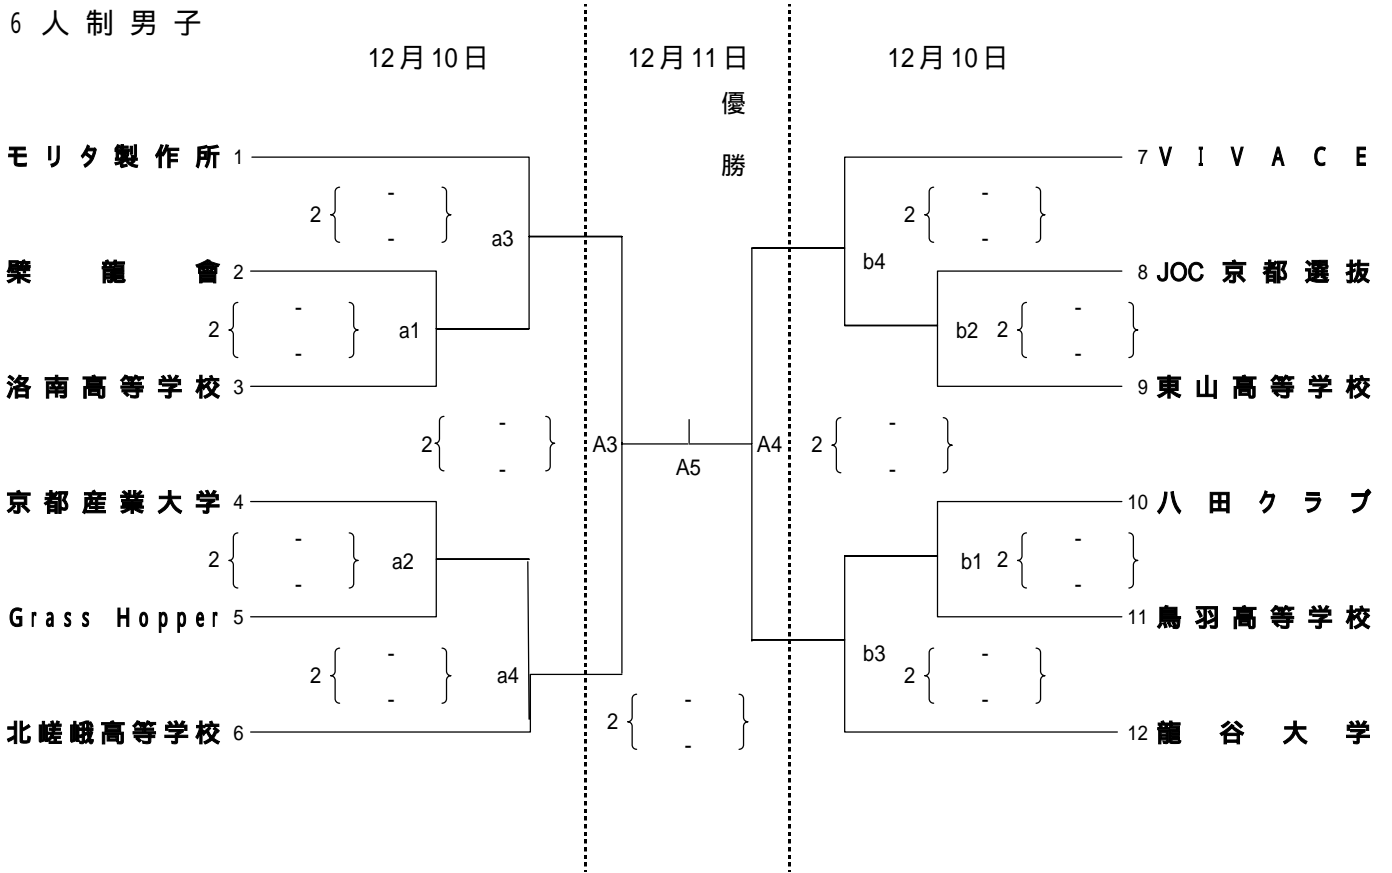 6人制男子
12月10日 12月11日 12月10日
優
勝
モリタ製作所 1
7 VIVACE
2 { - - }
2 { - - }
a3
b4
檗龍會 2
8 JOC京都選抜
2 { - - } a1
b2 2 { - - }
洛南高等学校 3
9 東山高等学校
2 { - - } A3
A5
A4 2 { - - }
京都産業大学 4
10 八田クラブ
2 { - - } a2
b1 2 { - - }
Grass Hopper 5
11 鳥羽高等学校
2 { - - } a4
b3 2 { - - }
2 { - - }
北嵯峨高等学校 6
12 龍谷大学